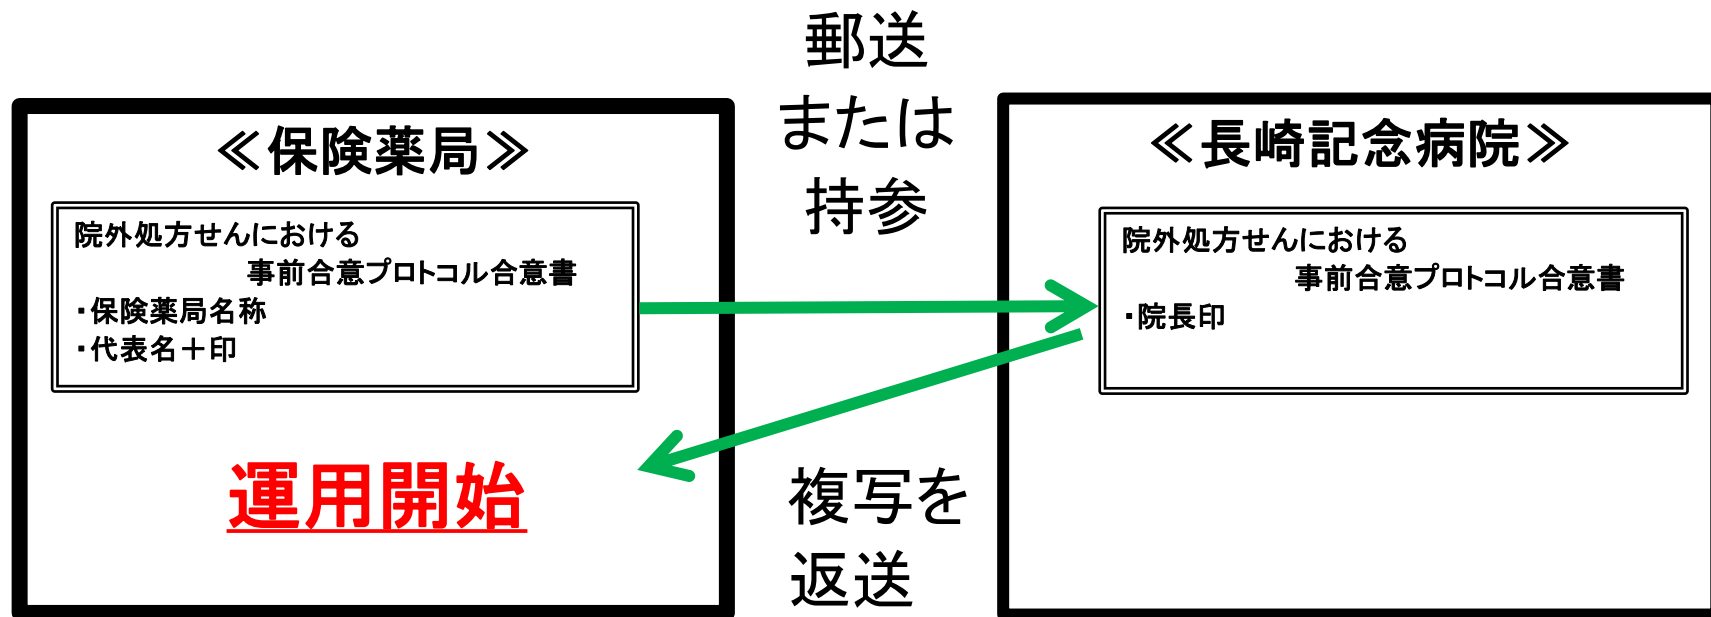 郵送
または
持参
≪保険薬局≫
院外処方せんにおける
事前合意プロトコル合意書
・保険薬局名称
・代表名＋印
運用開始
≪長崎記念病院≫
院外処方せんにおける
事前合意プロトコル合意書
・院長印
複写を
返送